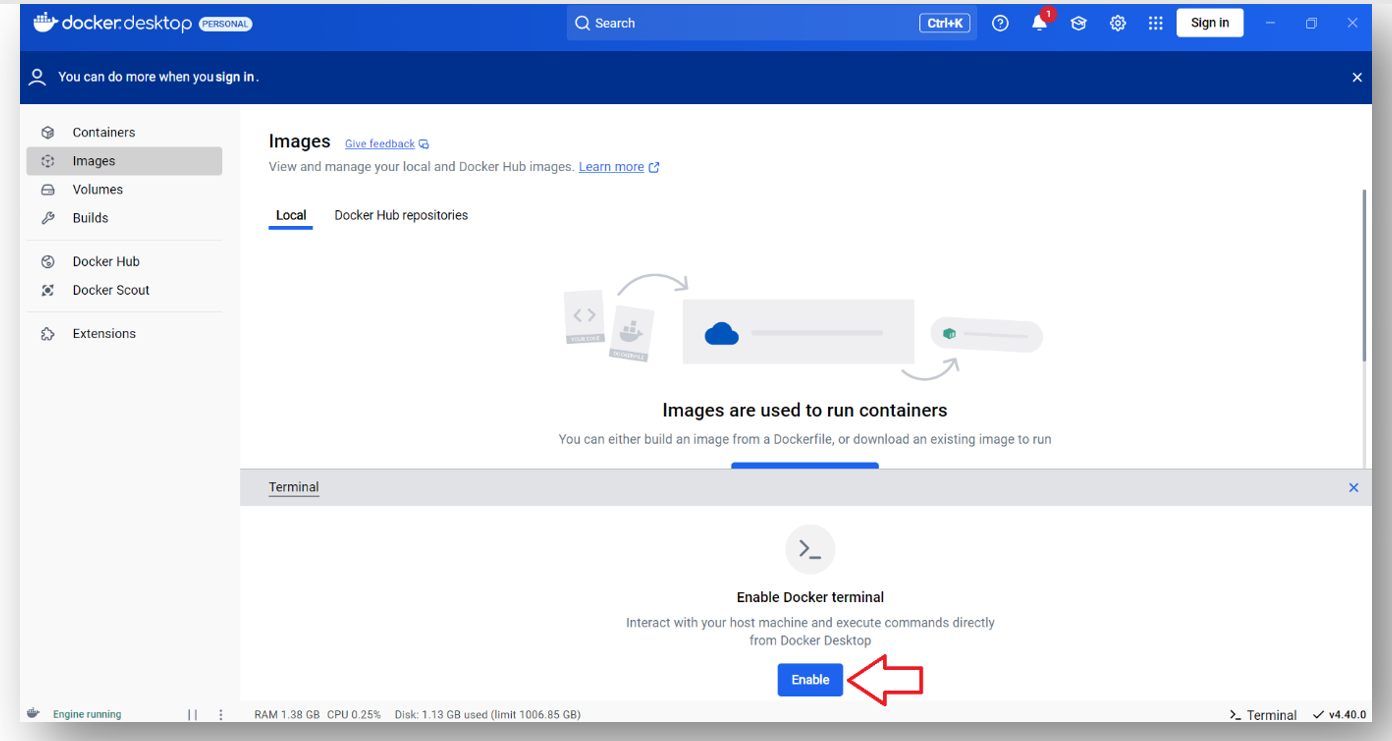 docker desktop PERSONAL
Search
Ctrl+K
1
Sign in
You can do more when you sign in.
Containers
Images
Volumes
Builds
Docker Hub
Docker Scout
Extensions
Images Give feedback
View and manage your local and Docker Hub images. Learn more
Local Docker Hub repositories
Images are used to run containers
You can either build an image from a Dockerfile, or download an existing image to run
Terminal
Enable Docker terminal
Interact with your host machine and execute commands directly
from Docker Desktop
Enable
Engine running RAM 1.38 GB CPU 0.25% Disk: 1.13 GB used (limit 1006.85 GB) Terminal v4.40.0